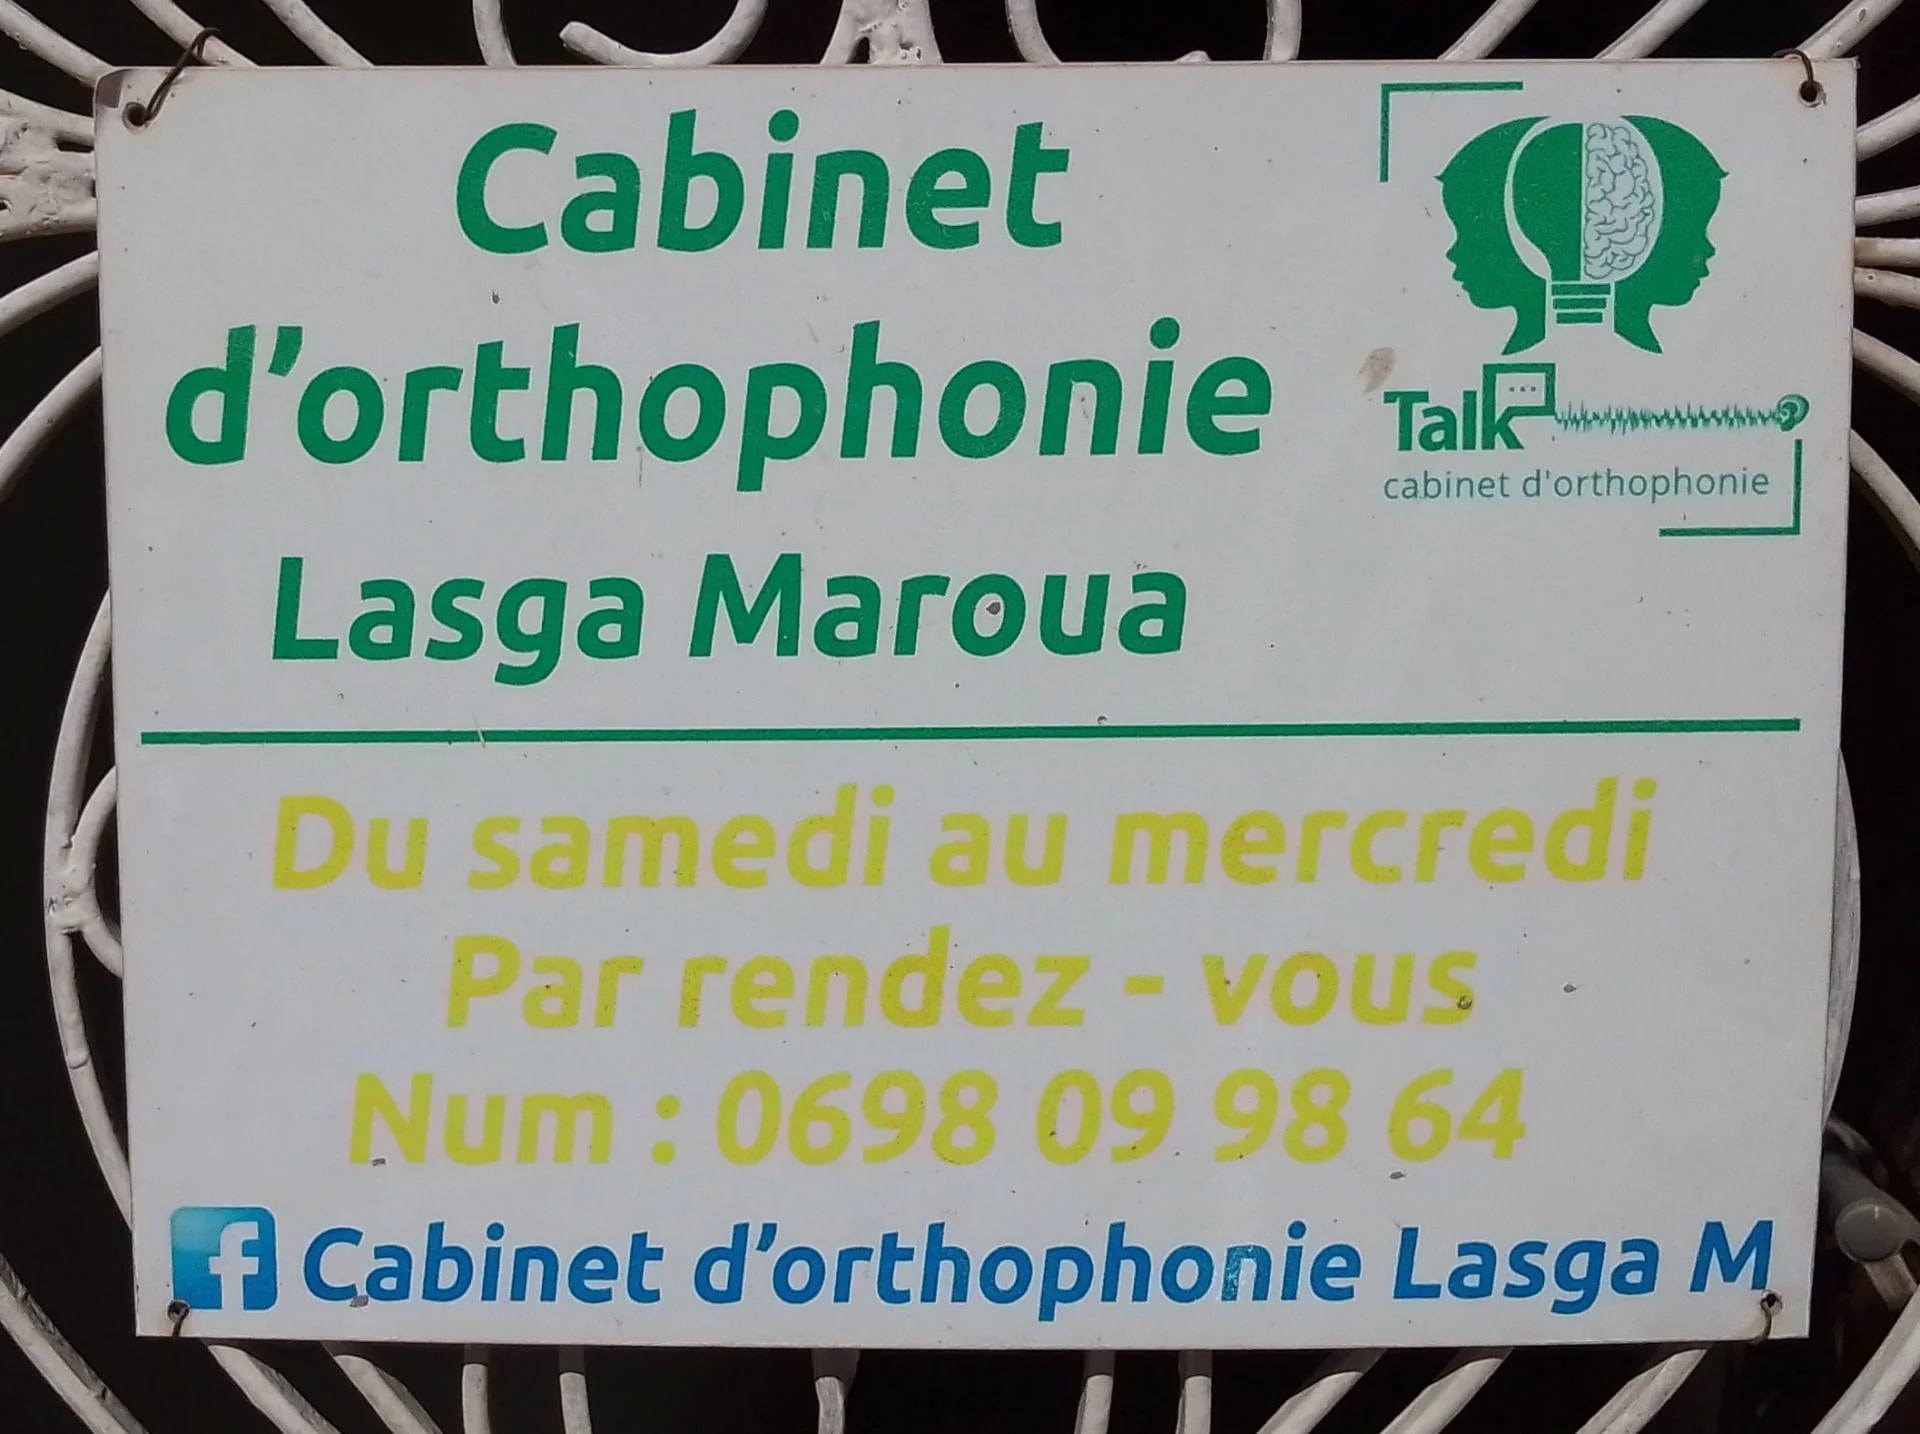 Cabinet
d'orthophonie
Lasga Maroua
Talk
cabinet d'orthophonie
Du samedi au mercredi
Par rendez - vous
Num : 0698 09 98 64
f Cabinet d'orthophonie Lasga M